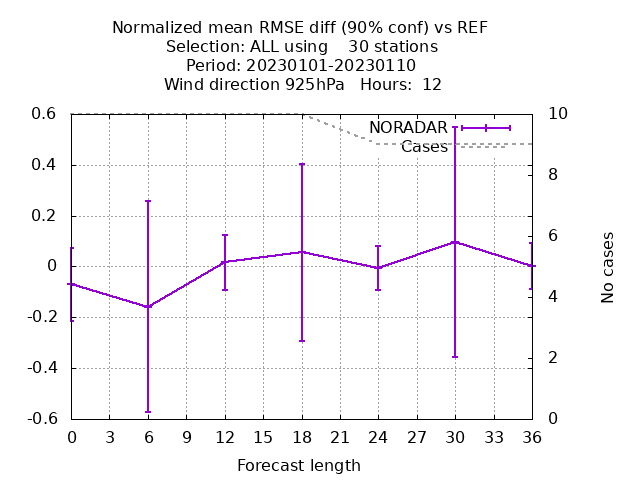 Normalized mean RMSE diff (90% conf) vs REF
Selection: ALL using    30 stations
Period: 20230101-20230110
Wind direction 925hPa   Hours:  12
0.6
0.4
0.2
0
-0.2
-0.4
-0.6
NORADAR
Cases
10
8
6
4
2
0
No cases
0 3 6 9 12 15 18 21 24 27 30 33 36
Forecast length